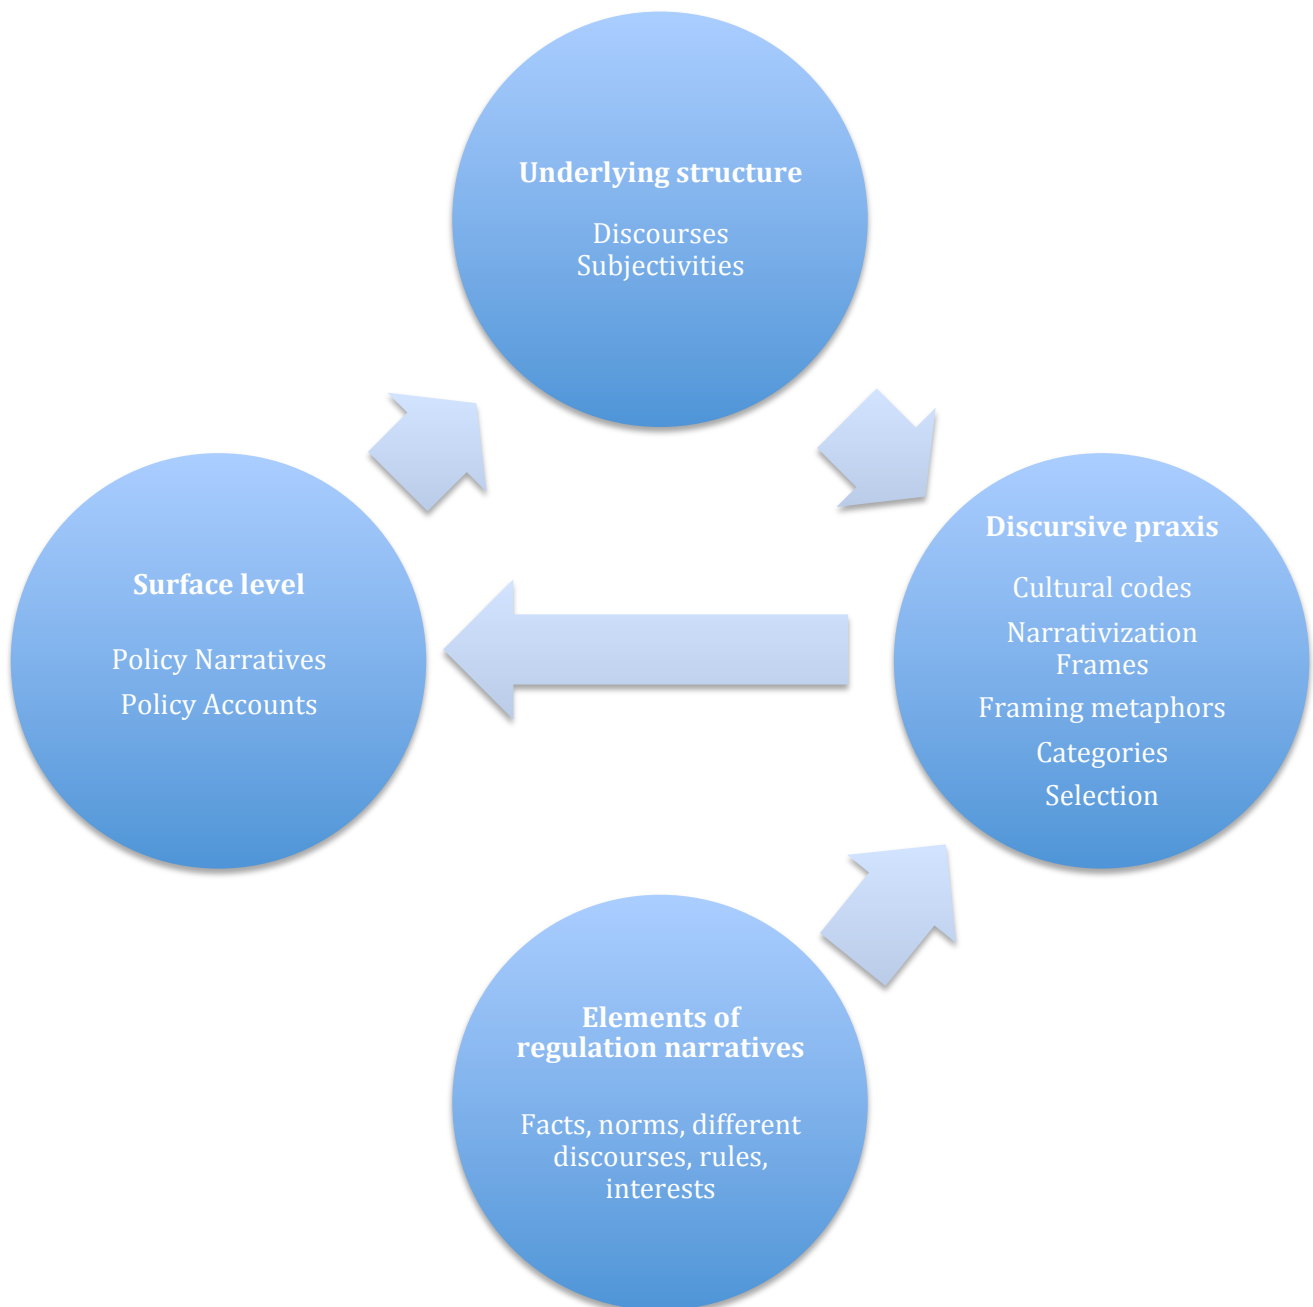 Underlying structure
Discourses
Subjectivities
Surface level
Policy Narratives
Policy Accounts
Discursive praxis
Cultural codes
Narrativization
Frames
Framing metaphors
Categories
Selection
Elements of
regulation narratives
Facts, norms, different
discourses, rules,
interests